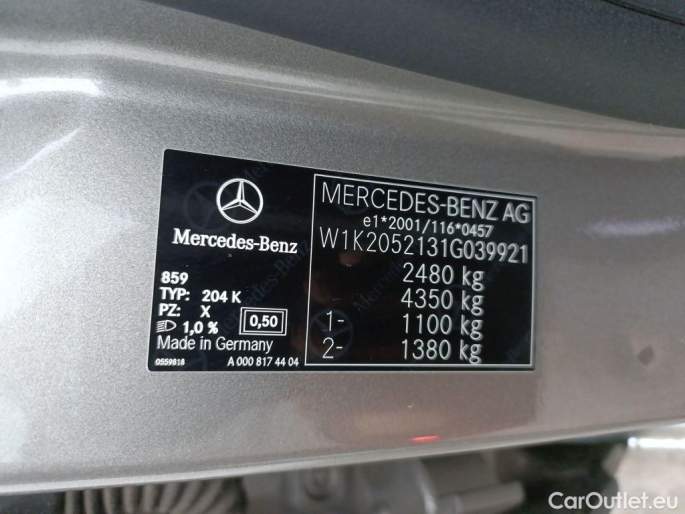 Mercedes-Benz
859
TYP: 204 K
PZ: X
1,0 %
0,50
Made in Germany
0559818
A 000 817 44 04
MERCEDES-BENZ AG
e1*2001/116*0457
W1K2052131G039921
2480 kg
4350 kg
1- 1100 kg
2- 1380 kg
CarOutlet.eu